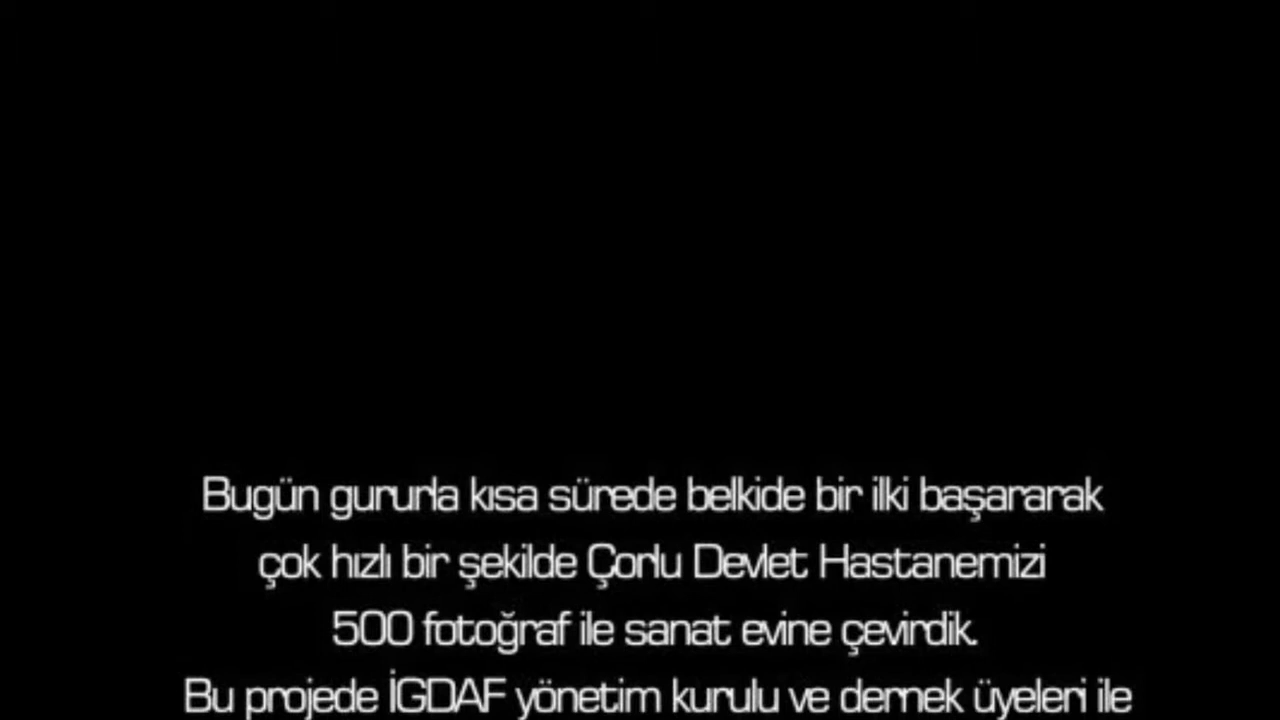 Bugün gururla kısa sürede belkide bir ilki başararak
çok hızlı bir şekilde Çorlu Devlet Hastanemizi
500 fotoğraf ile sanat evine çevirdik.
Bu projede İGDAF yönetim kurulu ve dernek üyeleri ile